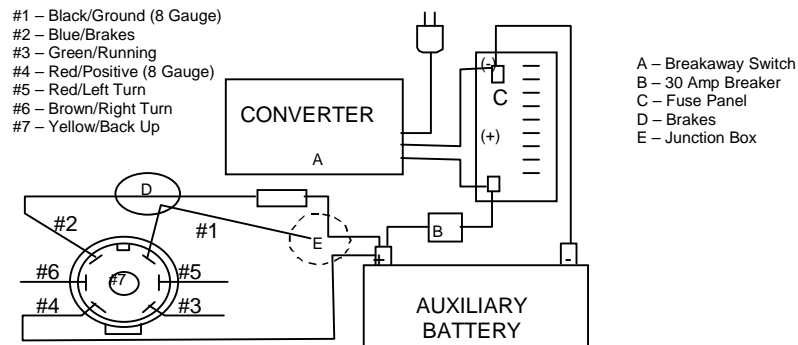 #1 – Black/Ground (8 Gauge)
#2 – Blue/Brakes
#3 – Green/Running
#4 – Red/Positive (8 Gauge)
#5 – Red/Left Turn
#6 – Brown/Right Turn
#7 – Yellow/Back Up
A – Breakaway Switch
B – 30 Amp Breaker
C – Fuse Panel
D – Brakes
E – Junction Box
(-)
C
(+)
CONVERTER
A
D
#2
#1
E
B
+
-
#6
#7
#5
#4
#3
AUXILIARY
BATTERY